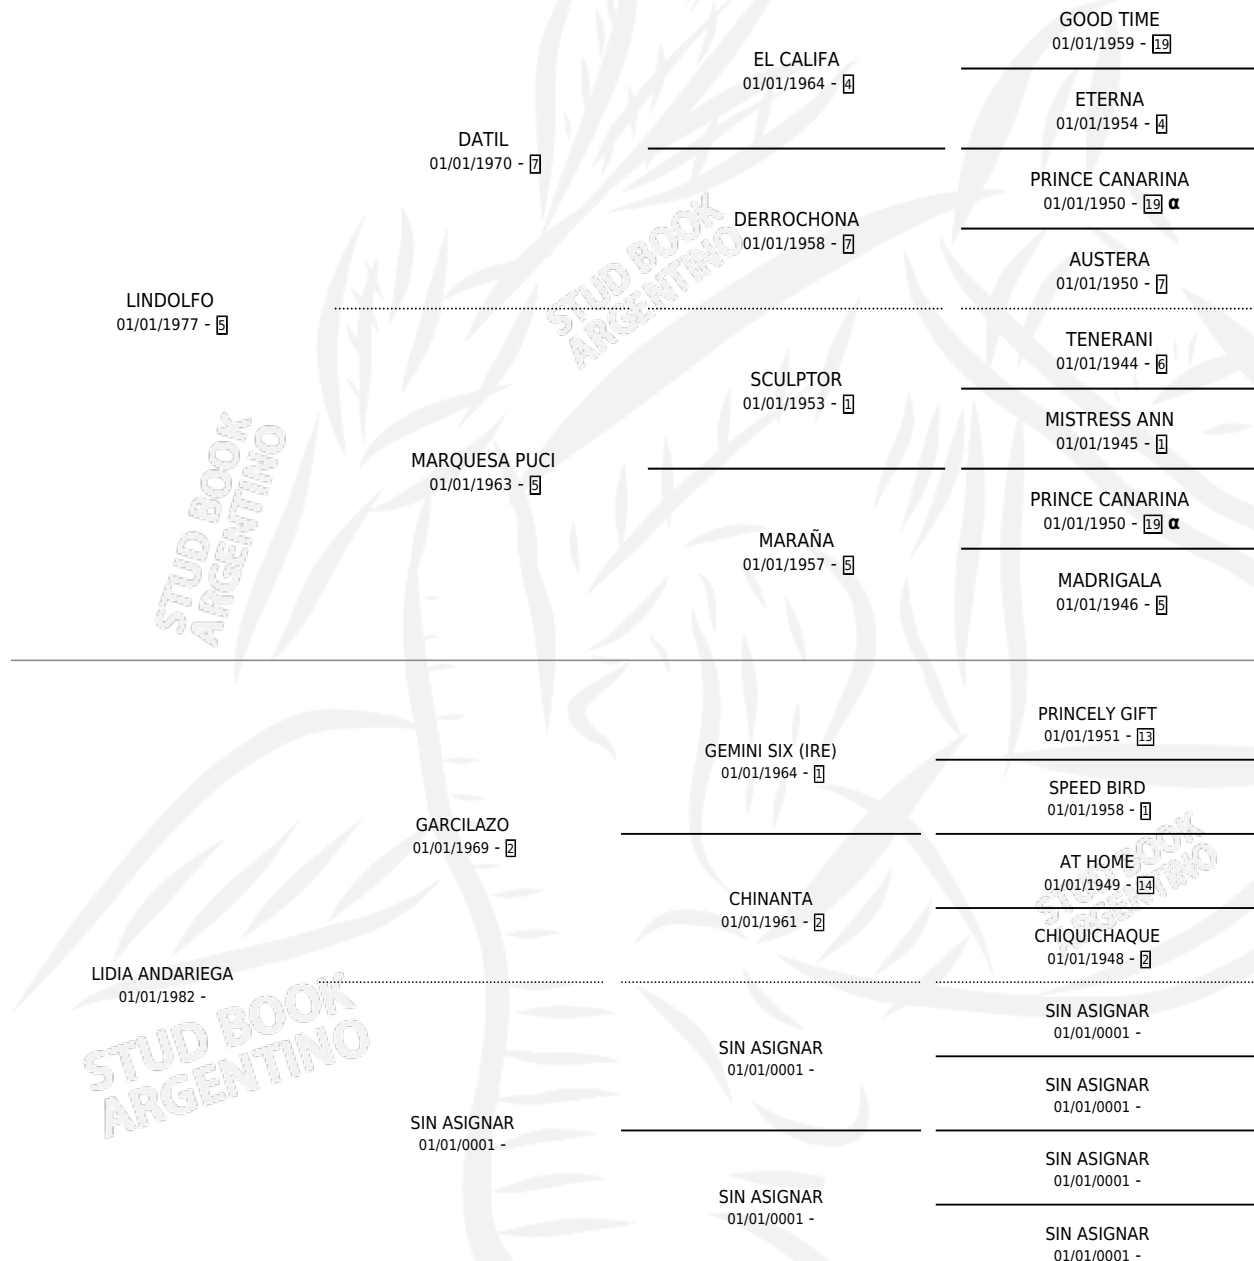 GOOD TIME
01/01/1959 - 19
EL CALIFA
01/01/1964 - 4
ETERNA
01/01/1954 - 4
DATIL
01/01/1970 - 7
PRINCE CANARINA
01/01/1950 - 19 α
DERROCHONA
01/01/1958 - 7
AUSTERA
01/01/1950 - 7
STUD BOOK
ARGENTINO
LINDOLFO
01/01/1977 - 5
TENERANI
01/01/1944 - 6
SCULPTOR
01/01/1953 - 1
MISTRESS ANN
01/01/1945 - 1
MARQUESA PUCI
01/01/1963 - 5
PRINCE CANARINA
01/01/1950 - 19 α
MARAÑA
01/01/1957 - 5
MADRIGALA
01/01/1946 - 5
STUD BOOK
ARGENTINO
PRINCELY GIFT
01/01/1951 - 13
GEMINI SIX (IRE)
01/01/1964 - 1
SPEED BIRD
01/01/1958 - 1
GARCILAZO
01/01/1969 - 2
AT HOME
01/01/1949 - 14
STUD BOOK
ARGENTINO
CHINANTA
01/01/1961 - 2
CHIQUICHAQUE
01/01/1948 - 2
LIDIA ANDARIEGA
01/01/1982 -
STUD BOOK
ARGENTINO
SIN ASIGNAR
01/01/0001 -
SIN ASIGNAR
01/01/0001 -
SIN ASIGNAR
01/01/0001 -
SIN ASIGNAR
01/01/0001 -
SIN ASIGNAR
01/01/0001 -
SIN ASIGNAR
01/01/0001 -
SIN ASIGNAR
01/01/0001 -